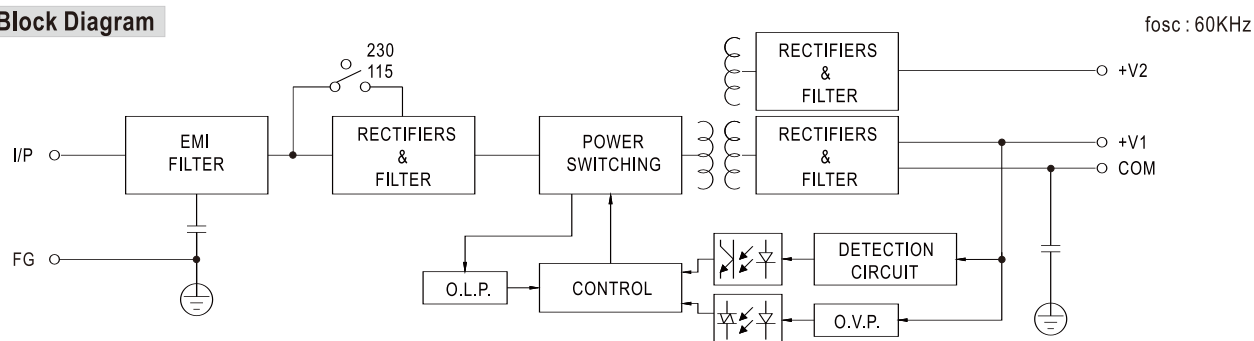 Block Diagram
fosc : 60KHz
230
115
RECTIFIERS
&
FILTER
+V2
I/P
EMI
FILTER
RECTIFIERS
&
FILTER
POWER
SWITCHING
RECTIFIERS
&
FILTER
+V1
COM
FG
O.L.P.
CONTROL
DETECTION
CIRCUIT
O.V.P.